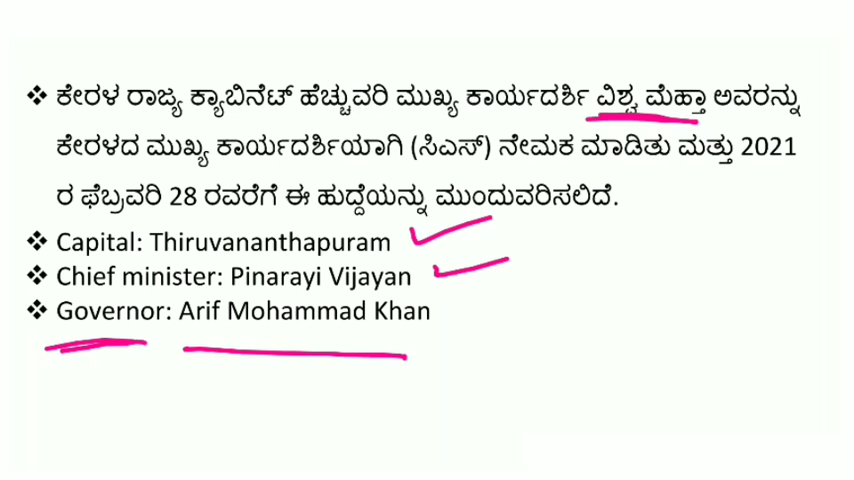 ❖ ಕೇರಳ ರಾಜ್ಯ ಕ್ಯಾಬಿನೆಟ್ ಹೆಚ್ಚುವರಿ ಮುಖ್ಯ ಕಾರ್ಯದರ್ಶಿ ವಿಶ್ವ ಮೆಹ್ತಾ ಅವರನ್ನು
ಕೇರಳದ ಮುಖ್ಯ ಕಾರ್ಯದರ್ಶಿಯಾಗಿ (ಸಿಎಸ್) ನೇಮಕ ಮಾಡಿತು ಮತ್ತು 2021
ರ ಫೆಬ್ರವರಿ 28 ರವರೆಗೆ ಈ ಹುದ್ದೆಯನ್ನು ಮುಂದುವರಿಸಲಿದೆ.
❖ Capital: Thiruvananthapuram
❖ Chief minister: Pinarayi Vijayan
❖ Governor: Arif Mohammad Khan